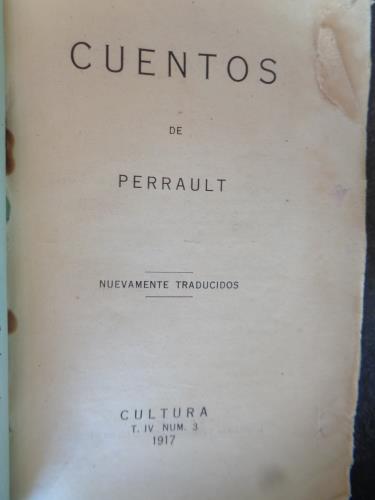 CUENTOS
DE
PERRAULT
NUEVAMENTE TRADUCIDOS
CULTURA
T. IV NUM. 3
1917